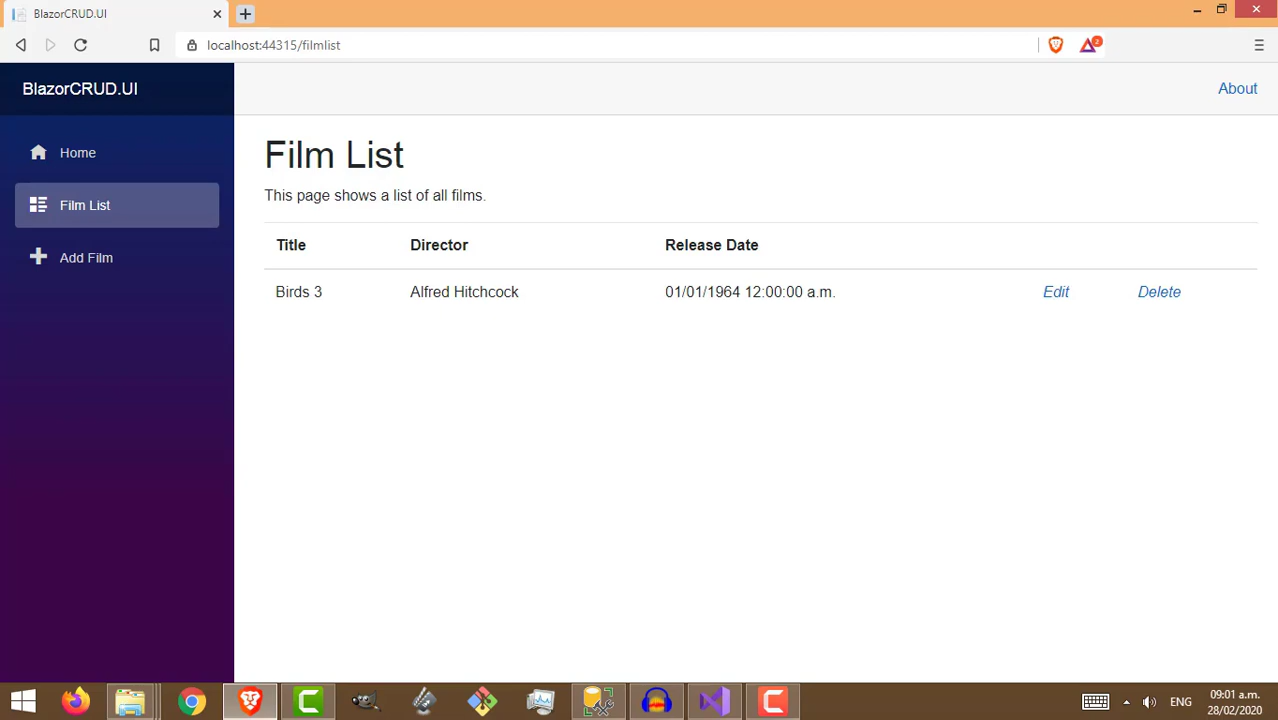 BlazorCRUD.UI
localhost:44315/filmlist
2
BlazorCRUD.UI
About
Home
Film List
Add Film
Film List
This page shows a list of all films.
Title Director Release Date
Birds 3 Alfred Hitchcock 01/01/1964 12:00:00 a.m. Edit Delete
ENG
09:01 a.m.
28/02/2020